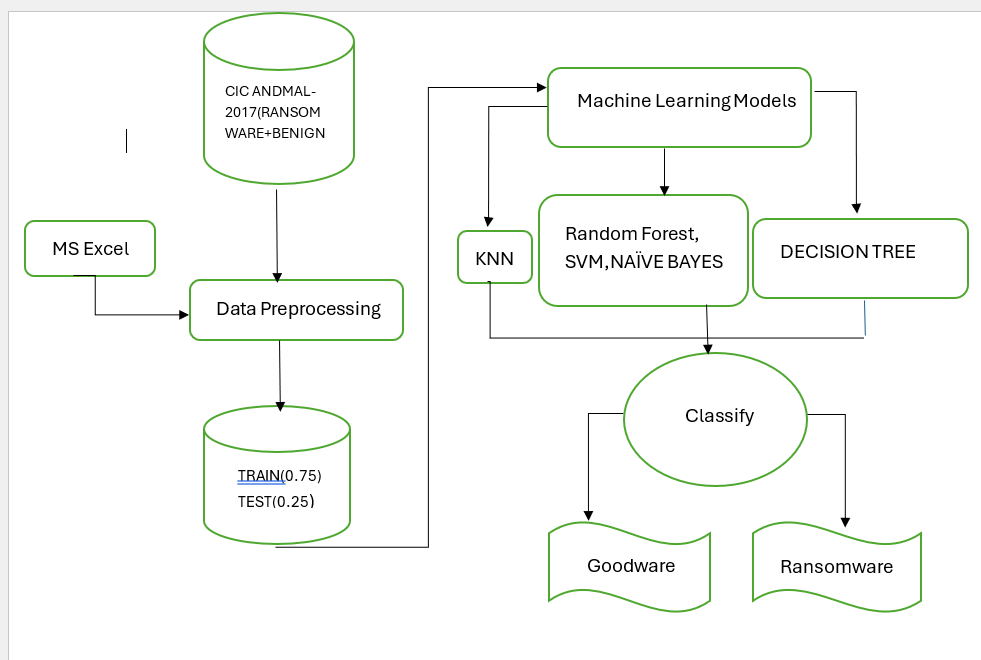 CIC ANDMAL-
2017(RANSOM
WARE+BENIGN
MS Excel
Data Preprocessing
TRAIN(0.75)
TEST(0.25)
Machine Learning Models
KNN
Random Forest,
SVM,NAÏVE BAYES
DECISION TREE
Classify
Goodware
Ransomware